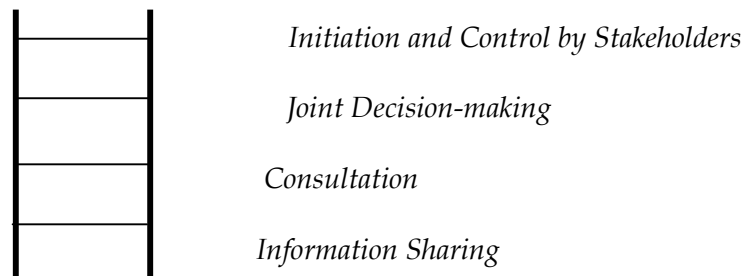 Initiation and Control by Stakeholders
Joint Decision-making
Consultation
Information Sharing